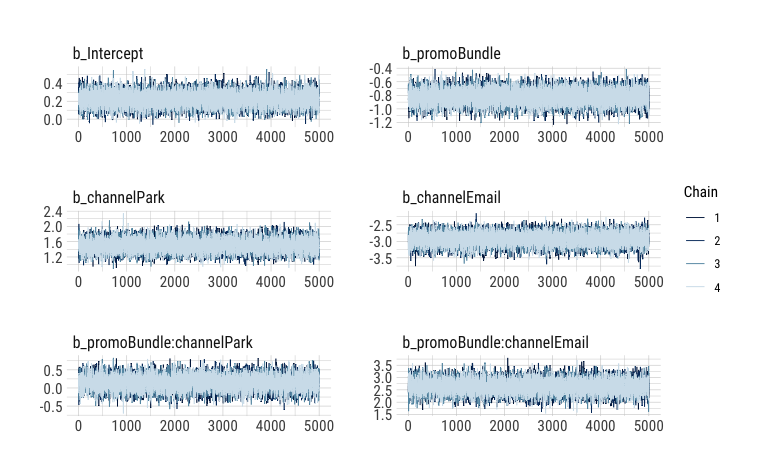 b_Intercept
0.4
0.2
0.0
0 1000 2000 3000 4000 5000
b_promoBundle
-0.4
-0.6
-0.8
-1.0
-1.2
0 1000 2000 3000 4000 5000
b_channelPark
2.4
2.0
1.6
1.2
0 1000 2000 3000 4000 5000
b_channelEmail
-2.5
-3.0
-3.5
0 1000 2000 3000 4000 5000
b_promoBundle:channelPark
0.5
0.0
-0.5
0 1000 2000 3000 4000 5000
b_promoBundle:channelEmail
3.5
3.0
2.5
2.0
1.5
0 1000 2000 3000 4000 5000
Chain
1
2
3
4